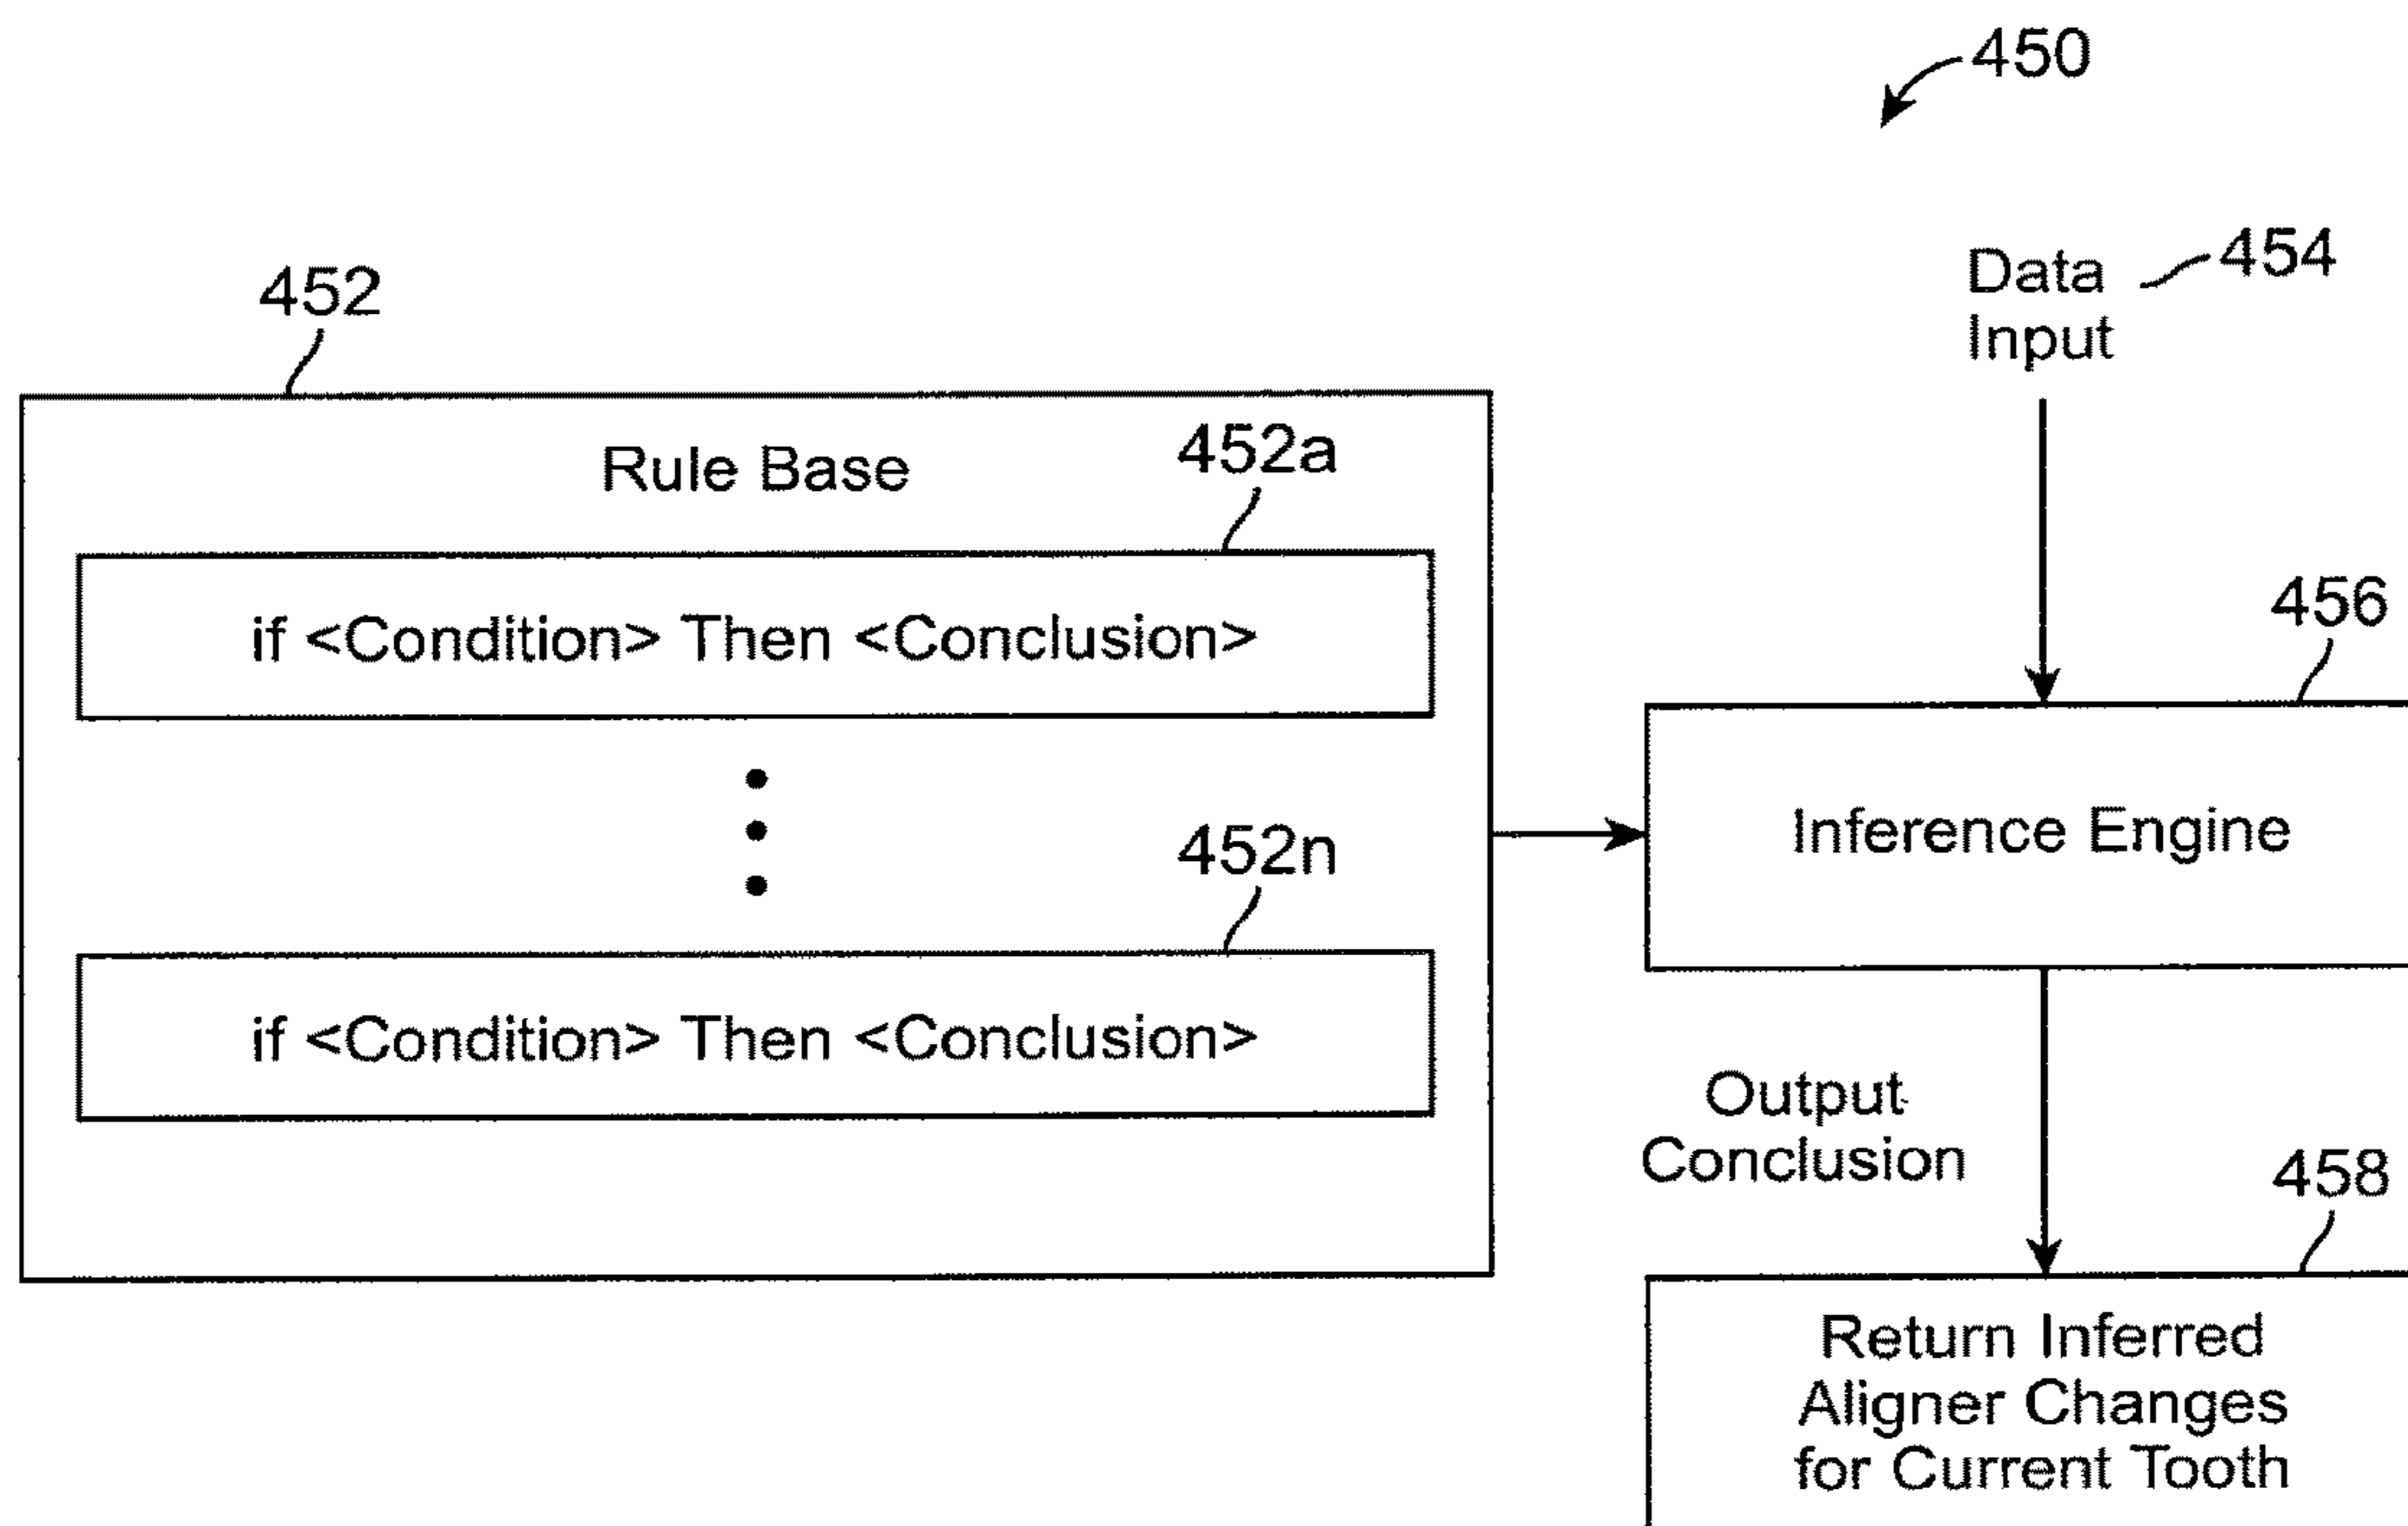 450
Data
Input
454
452
Rule Base
452a
if <Condition> Then <Conclusion>
452n
if <Condition> Then <Conclusion>
456
Inference Engine
Output
Conclusion
458
Return Inferred
Aligner Changes
for Current Tooth